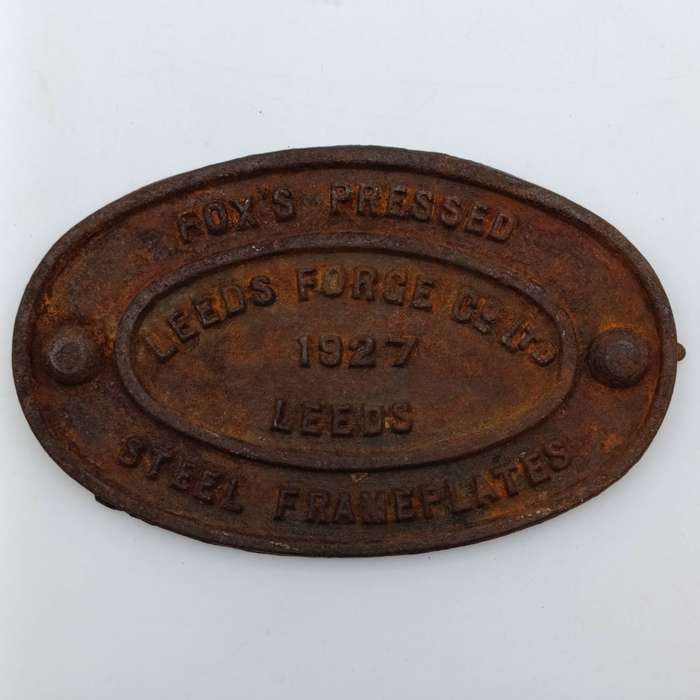 FOX'S PRESSED
LEEDS FORGE Co LTD
1927
LEEDS
STEEL FRAMEPLATES